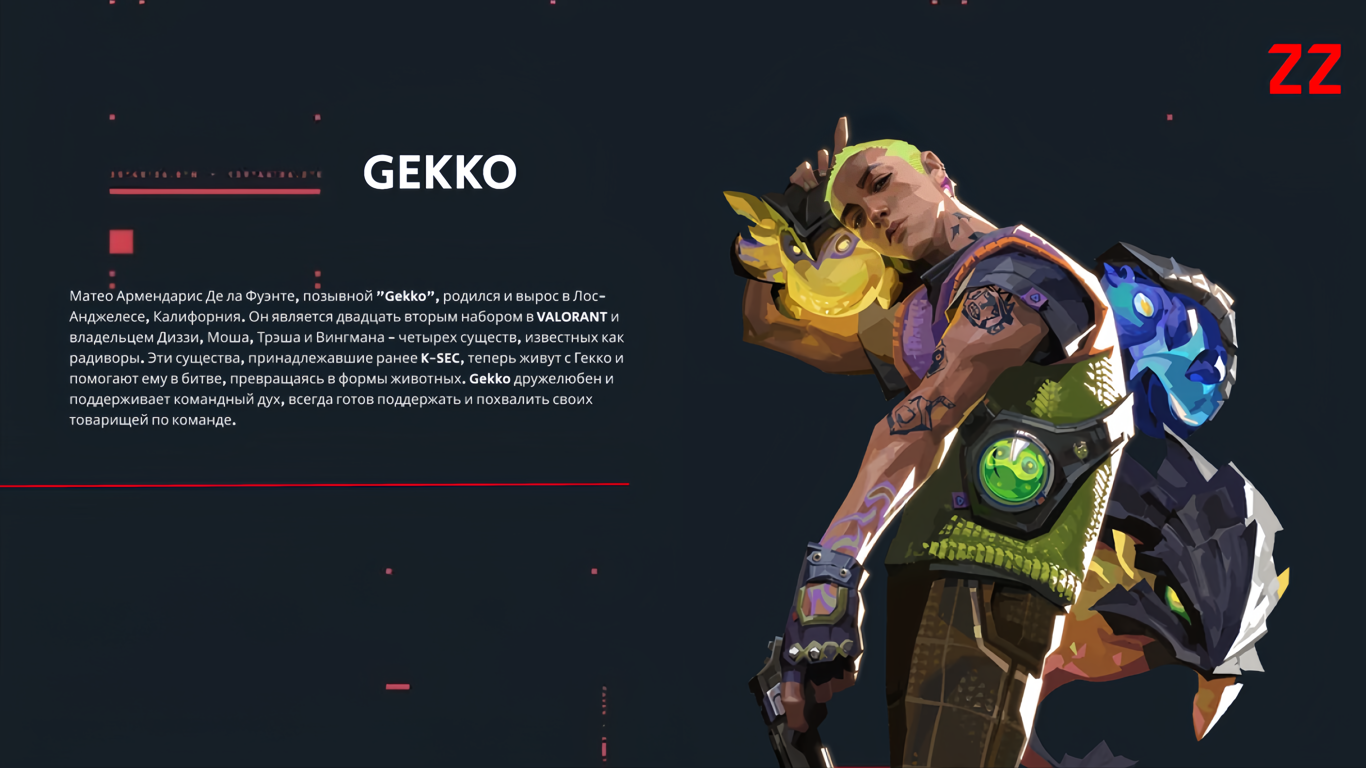 ZZ
GEKKO
Матео Армендарис Де ла Фуэнте, позывной ”Gekko”, родился и вырос в Лос-
Анджелесе, Калифорния. Он является двадцать вторым набором в VALORANT и
владельцем Диззи, Моша, Трэша и Вингмана - четырех существ, известных как
радиворы. Эти существа, принадлежавшие ранее K-SEC, теперь живут с Гекко и
помогают ему в битве, превращаясь в формы животных. Gekko дружелюбен и
поддерживает командный дух, всегда готов поддержать и похвалить своих
товарищей по команде.